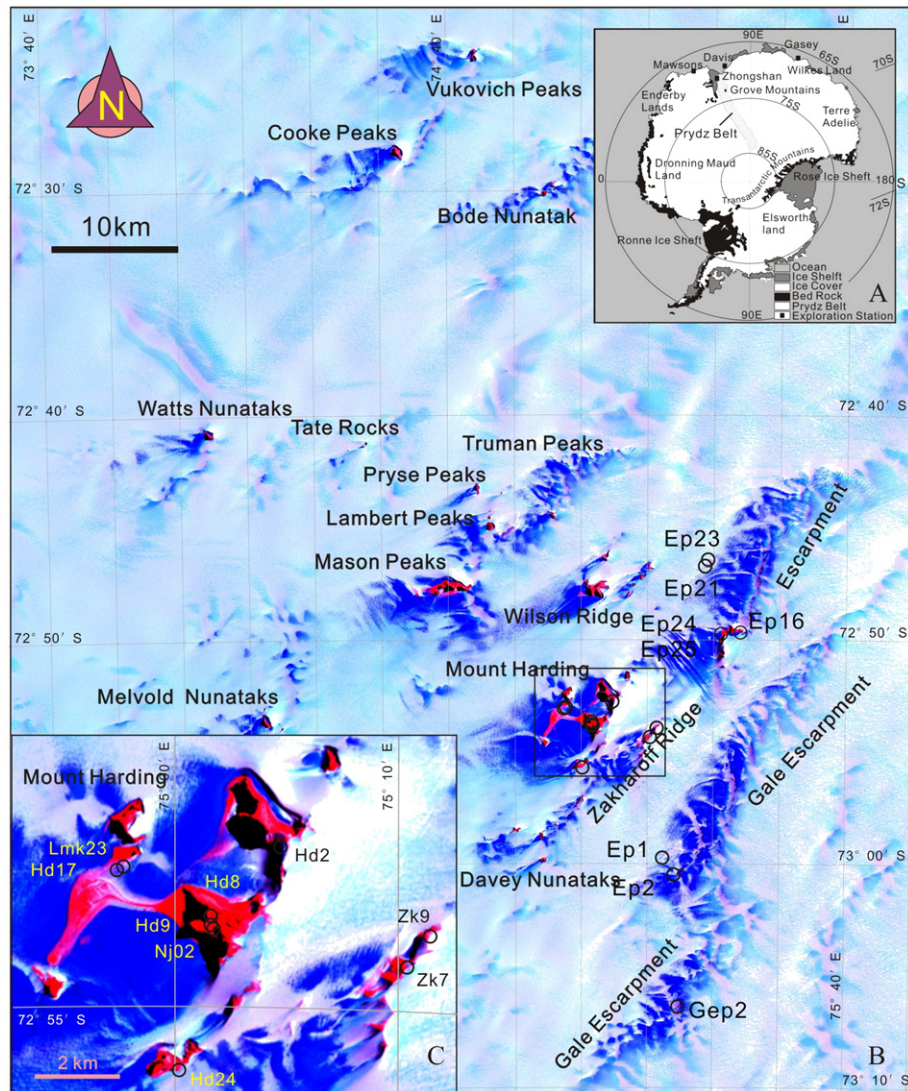 73° 40′ E
74° 40′ E
E
N
Vukovich Peaks
Cooke Peaks
72° 30′ S
Bode Nunatak
10km
90E
Gasey
Davis
Mawsons
Wilkes Land
Zhongshan
Grove Mountains
65S
70S
Enderby
Lands
75S
Terre
Adelie
Prydz Belt
85S
Dronning Maud
Land
Transantarctic Mountains
Rose Ice Sheft
0
180
72S
Elsworth
land
Ronne Ice Sheft
Ocean
Ice Shelft
Ice Cover
Bed Rock
Prydz Belt
Exploration Station
90E
A
72° 40′ S
72° 40′ S
Watts Nunataks
Tate Rocks
Truman Peaks
Pryse Peaks
Lambert Peaks
Mason Peaks
Ep23
Escarpment
Ep21
Wilson Ridge
Ep24
Ep16
72° 50′ S
Ep25
Mount Harding
Melvold Nunataks
Zakharoff Ridge
Gale Escarpment
Ep1
73° 00′ S
Davey Nunataks
Ep2
Gale Escarpment
75° 40′ E
Gep2
B
73° 10′ S
Mount Harding
75° 00′ E
75° 10′ E
Lmk23
Hd2
Hd17
Hd8
Hd9
Zk9
Nj02
Zk7
72° 55′ S
2 km
Hd24
C